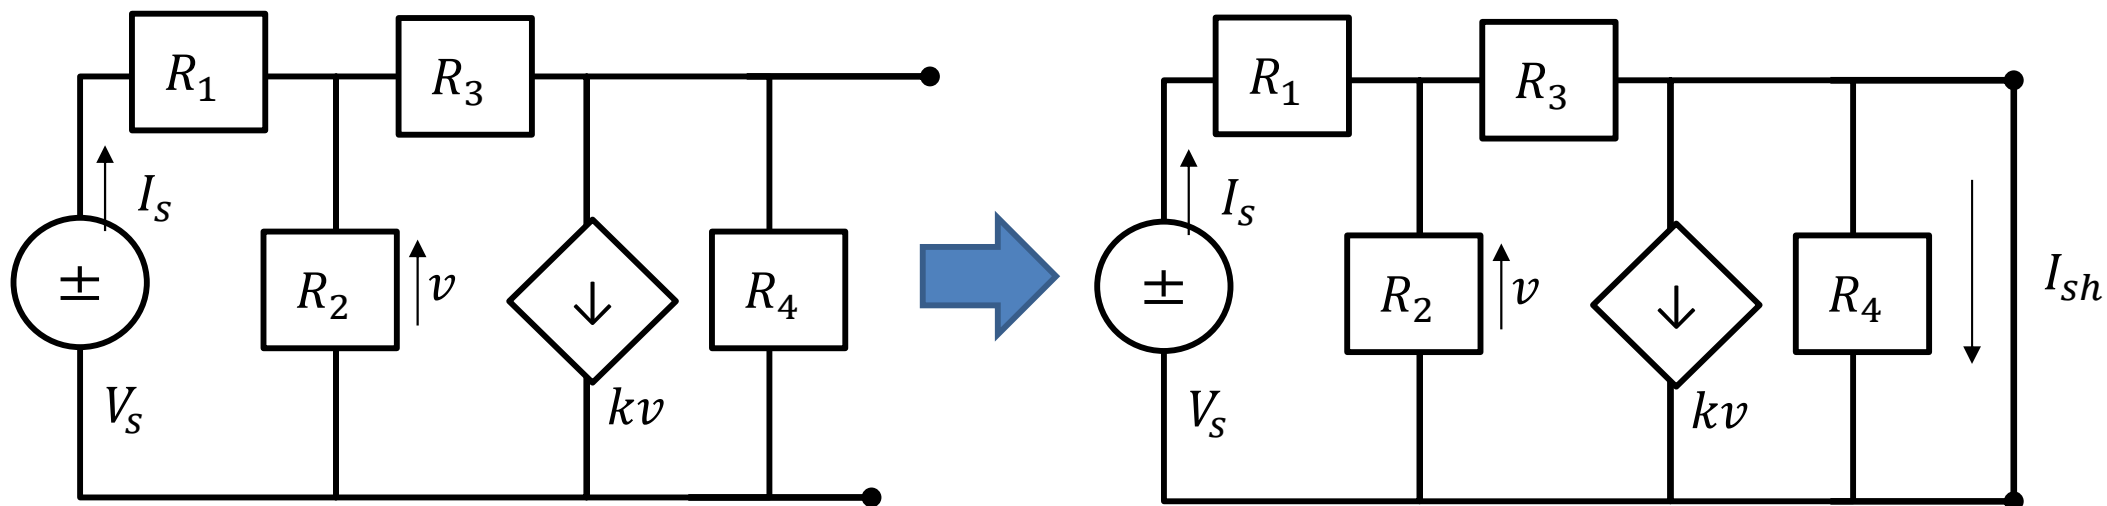 R₁
R₃
Iₛ
±
R₂
v
↓
R₄
Vₛ
kv
R₁
R₃
Iₛ
±
R₂
v
↓
R₄
Iₛₕ
Vₛ
kv